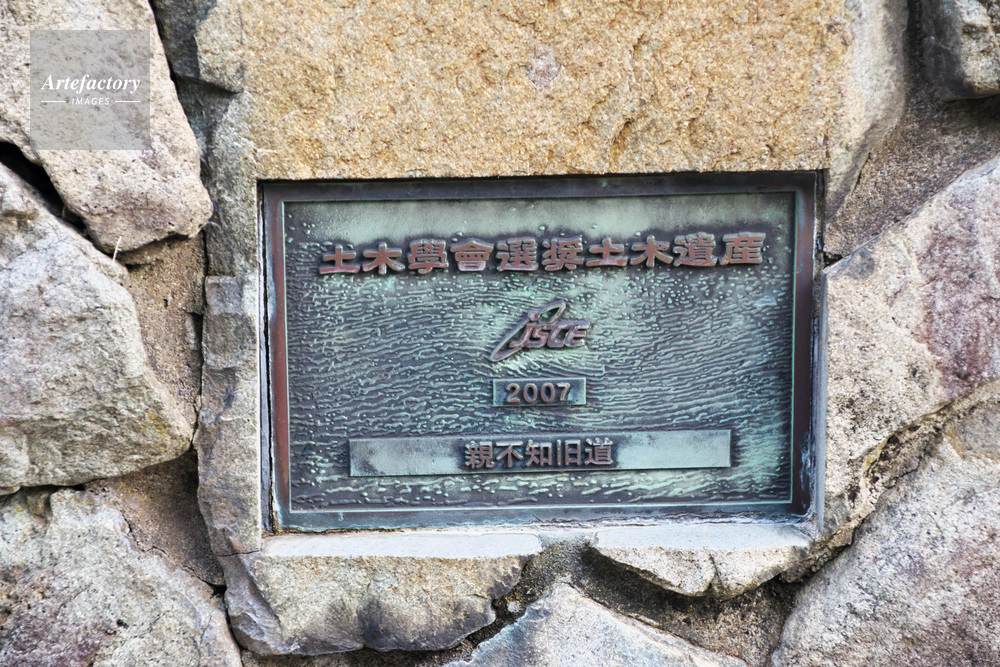 Artefactory
IMAGES
土木學會選奨土木遺産
JSCE
2007
親不知旧道